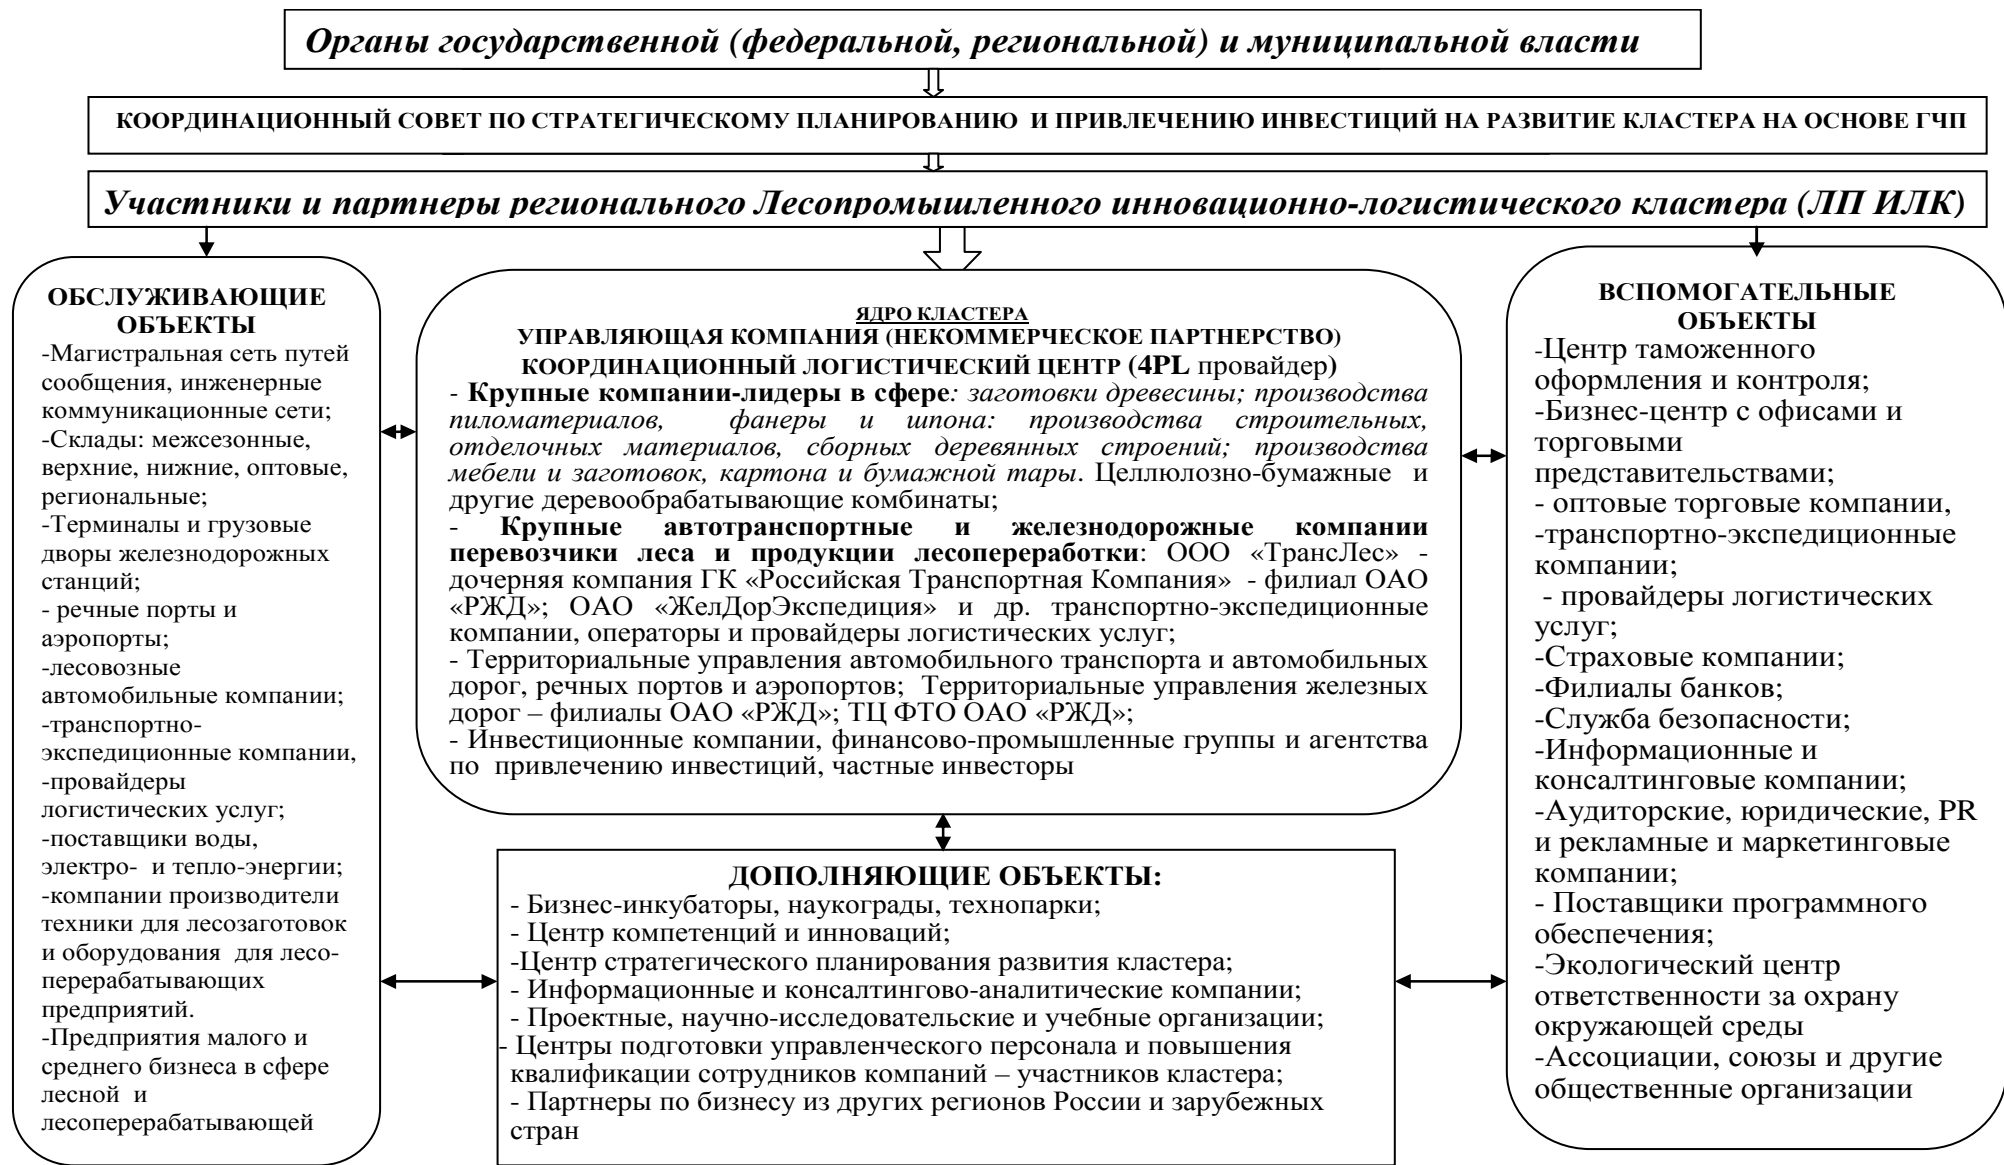 Органы государственной (федеральной, региональной) и муниципальной власти
КООРДИНАЦИОННЫЙ СОВЕТ ПО СТРАТЕГИЧЕСКОМУ ПЛАНИРОВАНИЮ И ПРИВЛЕЧЕНИЮ ИНВЕСТИЦИЙ НА РАЗВИТИЕ КЛАСТЕРА НА ОСНОВЕ ГЧП
Участники и партнеры регионального Лесопромышленного инновационно-логистического кластера (ЛП ИЛК)
ОБСЛУЖИВАЮЩИЕ
ОБЪЕКТЫ
-Магистральная сеть путей
сообщения, инженерные
коммуникационные сети;
-Склады: межсезонные,
верхние, нижние, оптовые,
региональные;
-Терминалы и грузовые
дворы железнодорожных
станций;
- речные порты и
аэропорты;
-лесовозные
автомобильные компании;
-транспортно-
экспедиционные компании,
-провайдеры
логистических услуг;
-поставщики воды,
электро- и тепло-энергии;
-компании производители
техники для лесозаготовок
и оборудования для лесо-
перерабатывающих
предприятий.
-Предприятия малого и
среднего бизнеса в сфере
лесной и
лесоперерабатывающей
ЯДРО КЛАСТЕРА
УПРАВЛЯЮЩАЯ КОМПАНИЯ (НЕКОММЕРЧЕСКОЕ ПАРТНЕРСТВО)
КООРДИНАЦИОННЫЙ ЛОГИСТИЧЕСКИЙ ЦЕНТР (4PL провайдер)
- Крупные компании-лидеры в сфере: заготовки древесины; производства
пиломатериалов, фанеры и шпона: производства строительных,
отделочных материалов, сборных деревянных строений; производства
мебели и заготовок, картона и бумажной тары. Целлюлозно-бумажные и
другие деревообрабатывающие комбинаты;
- Крупные автотранспортные и железнодорожные компании
перевозчики леса и продукции лесопереработки: ООО «ТрансЛес» -
дочерняя компания ГК «Российская Транспортная Компания» - филиал ОАО
«РЖД»; ОАО «ЖелДорЭкспедиция» и др. транспортно-экспедиционные
компании, операторы и провайдеры логистических услуг;
- Территориальные управления автомобильного транспорта и автомобильных
дорог, речных портов и аэропортов; Территориальные управления железных
дорог – филиалы ОАО «РЖД»; ТЦ ФТО ОАО «РЖД»;
- Инвестиционные компании, финансово-промышленные группы и агентства
по привлечению инвестиций, частные инвесторы
ДОПОЛНЯЮЩИЕ ОБЪЕКТЫ:
- Бизнес-инкубаторы, наукограды, технопарки;
- Центр компетенций и инноваций;
-Центр стратегического планирования развития кластера;
- Информационные и консалтингово-аналитические компании;
- Проектные, научно-исследовательские и учебные организации;
- Центры подготовки управленческого персонала и повышения
квалификации сотрудников компаний – участников кластера;
- Партнеры по бизнесу из других регионов России и зарубежных
стран
ВСПОМОГАТЕЛЬНЫЕ
ОБЪЕКТЫ
-Центр таможенного
оформления и контроля;
-Бизнес-центр с офисами и
торговыми
представительствами;
- оптовые торговые компании,
-транспортно-экспедиционные
компании;
- провайдеры логистических
услуг;
-Страховые компании;
-Филиалы банков;
-Служба безопасности;
-Информационные и
консалтинговые компании;
-Аудиторские, юридические, PR
и рекламные и маркетинговые
компании;
- Поставщики программного
обеспечения;
-Экологический центр
ответственности за охрану
окружающей среды
-Ассоциации, союзы и другие
общественные организации